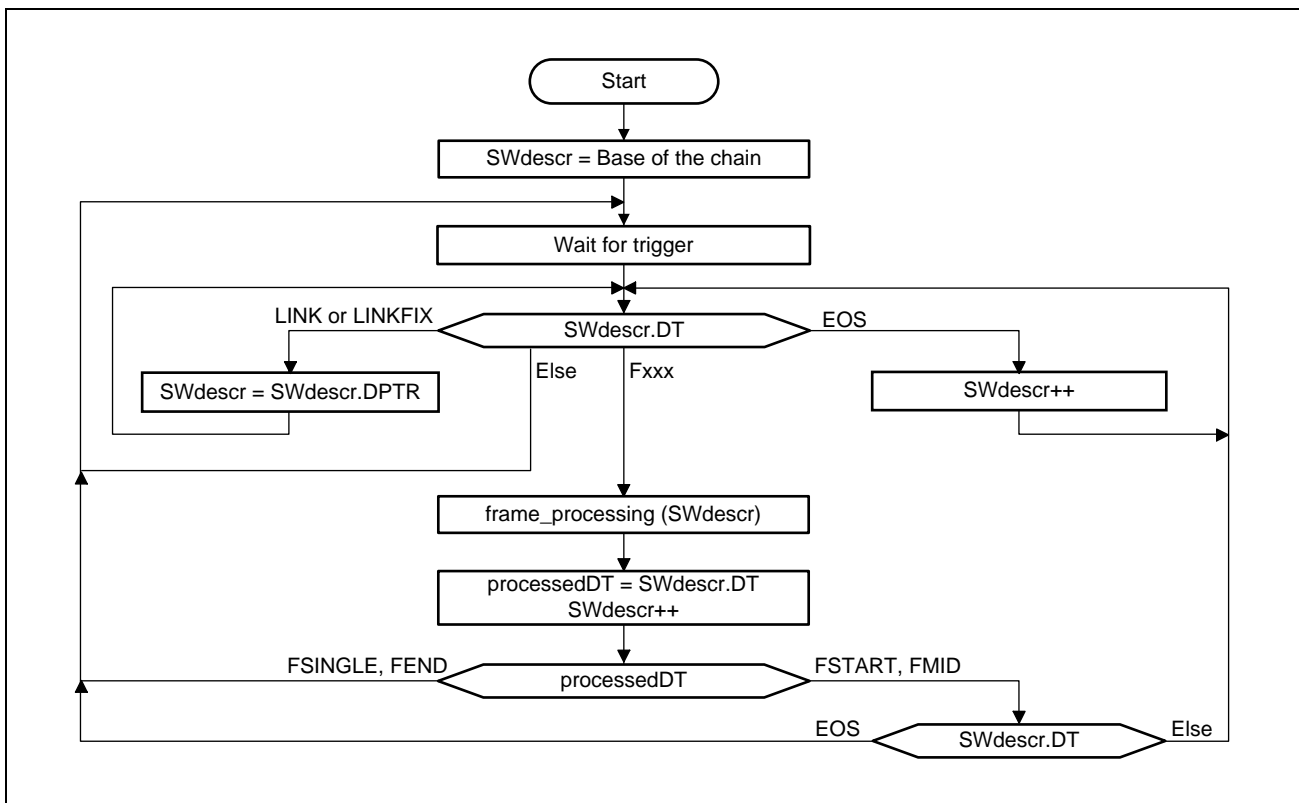 Start
SWdescr = Base of the chain
Wait for trigger
LINK or LINKFIX
SWdescr.DT
EOS
Else
Fxxx
SWdescr = SWdescr.DPTR
SWdescr++
frame_processing (SWdescr)
processedDT = SWdescr.DT
SWdescr++
FSINGLE, FEND
processedDT
FSTART, FMID
EOS
SWdescr.DT
Else